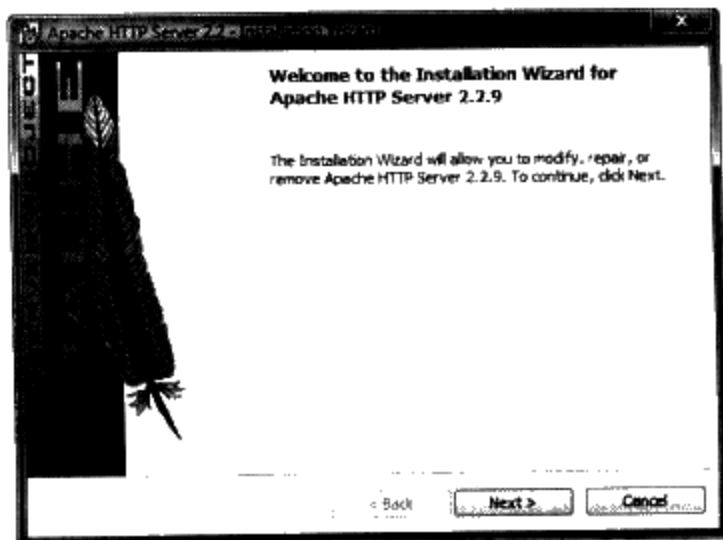 Apache HTTP Server 2.2 - Installation Wizard
Welcome to the Installation Wizard for
Apache HTTP Server 2.2.9
The Installation Wizard will allow you to modify, repair, or
remove Apache HTTP Server 2.2.9. To continue, click Next.
< Back
Next >
Cancel